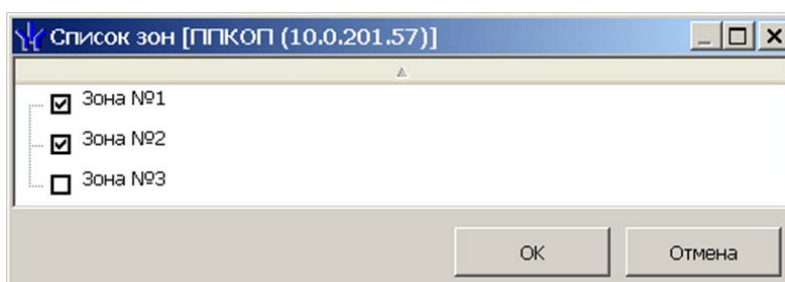 Список зон [ППКОП (10.0.201.57)]
Зона №1
Зона №2
Зона №3
OK Отмена